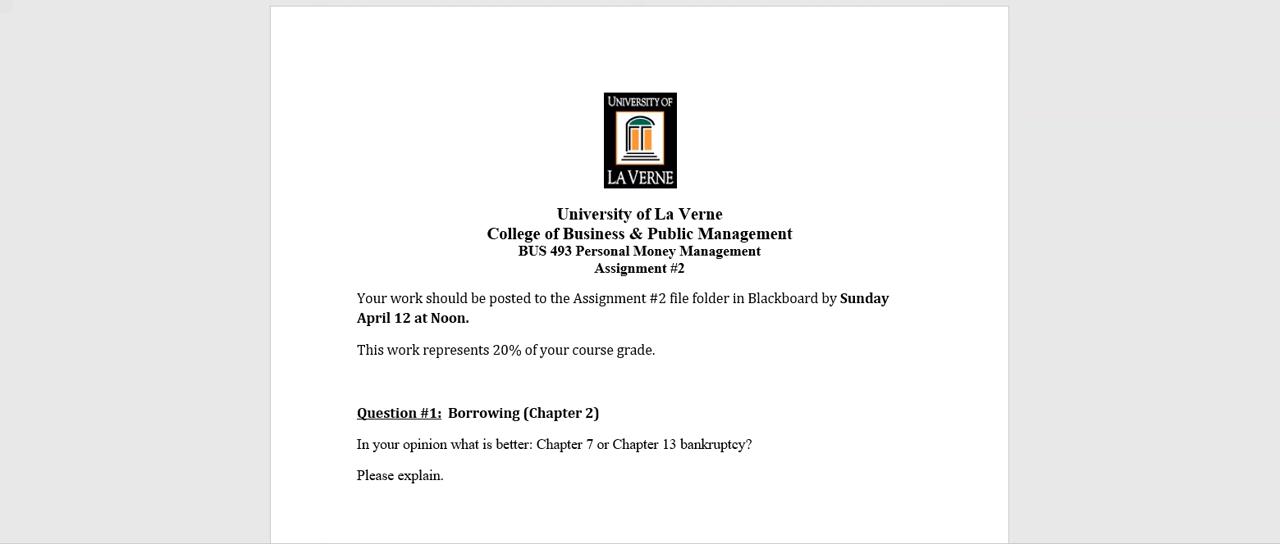 UNIVERSITY OF
LA VERNE
University of La Verne
College of Business & Public Management
BUS 493 Personal Money Management
Assignment #2
Your work should be posted to the Assignment #2 file folder in Blackboard by Sunday
April 12 at Noon.
This work represents 20% of your course grade.
Question #1: Borrowing (Chapter 2)
In your opinion what is better: Chapter 7 or Chapter 13 bankruptcy?
Please explain.